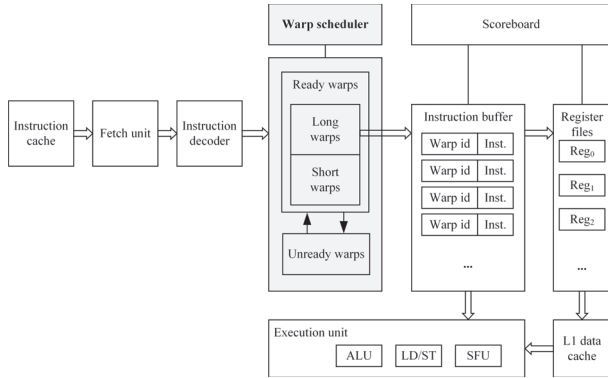 Warp scheduler
Scoreboard
Instruction
cache
Fetch unit
Instruction
decoder
Ready warps
Long
warps
Short
warps
Unready warps
Instruction buffer
Warp id Inst.
Warp id Inst.
Warp id Inst.
Warp id Inst.
...
Register
files
Reg0
Reg1
Reg2
...
Execution unit
ALU LD/ST SFU
L1 data
cache